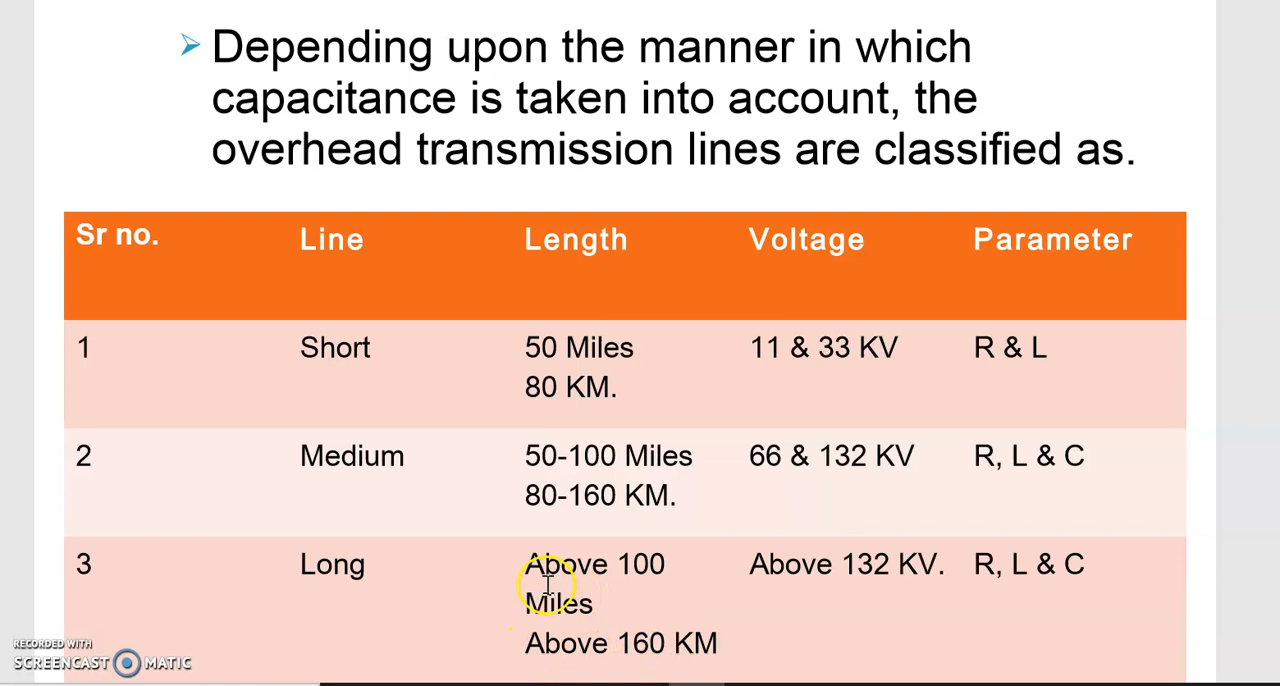 Depending upon the manner in which
capacitance is taken into account, the
overhead transmission lines are classified as.
Sr no. Line Length Voltage Parameter
1 Short 50 Miles 11 & 33 KV R & L
80 KM.
2 Medium 50-100 Miles 66 & 132 KV R, L & C
80-160 KM.
3 Long Above 100 Above 132 KV. R, L & C
Miles
Above 160 KM
RECORDED WITH
SCREENCAST MATIC